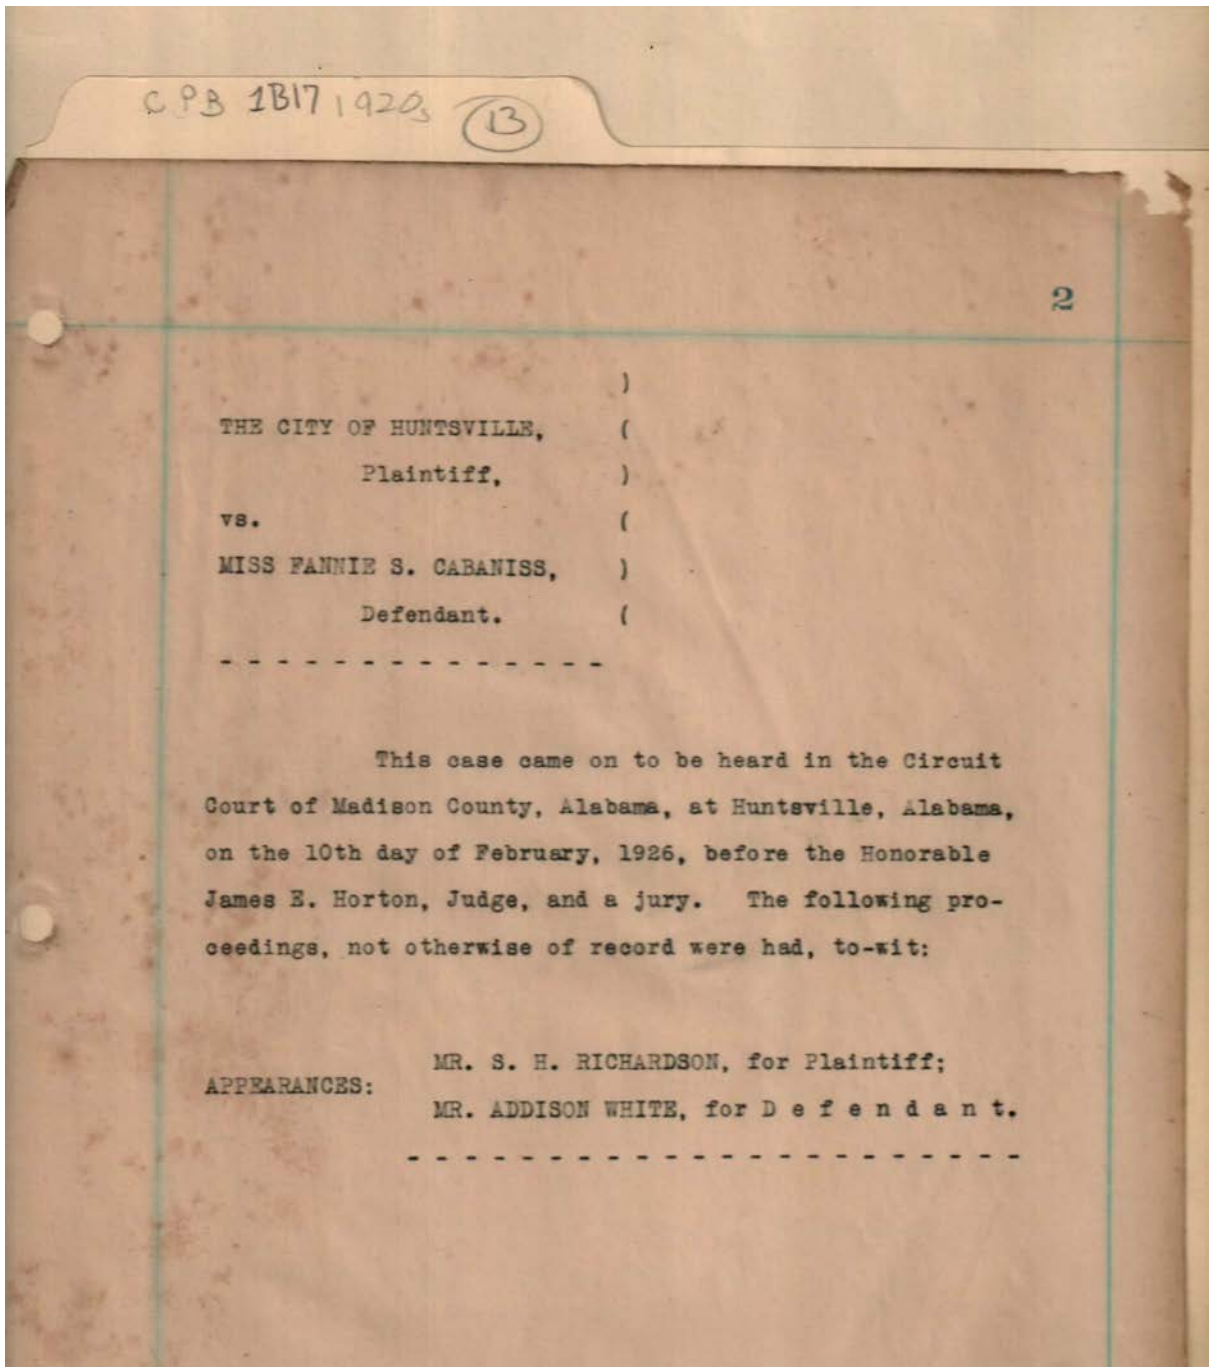 CPB 1B17 1920s 13
2
)
THE CITY OF HUNTSVILLE, (
Plaintiff, )
vs. (
MISS FANNIE S. CABANISS, )
Defendant. (
- - - - - - - - - - - - - -
This case came on to be heard in the Circuit
Court of Madison County, Alabama, at Huntsville, Alabama,
on the 10th day of February, 1926, before the Honorable
James E. Horton, Judge, and a jury. The following pro-
ceedings, not otherwise of record were had, to-wit:
MR. S. H. RICHARDSON, for Plaintiff;
APPEARANCES:
MR. ADDISON WHITE, for D e f e n d a n t.
- - - - - - - - - - - - - - - - - - - - - -